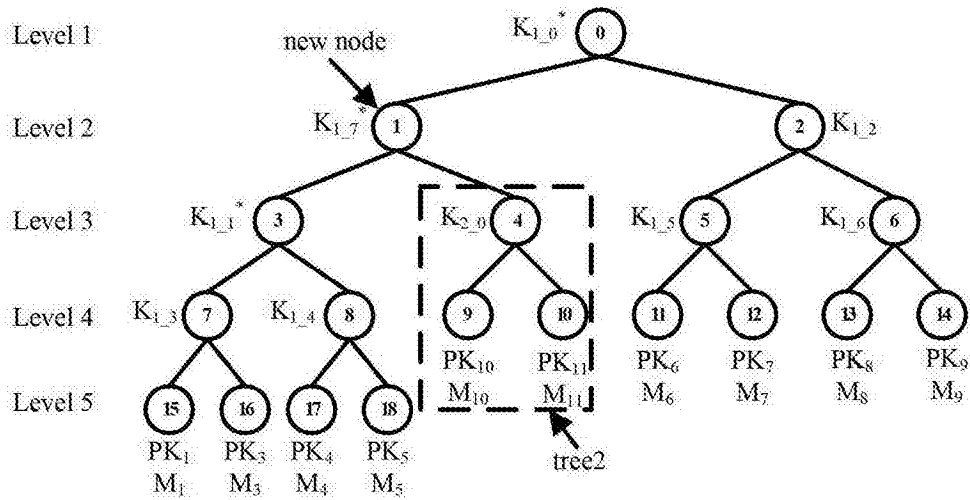 Level 1 K1_0* 0
new node
Level 2 K1_7* 1 2 K1_2
Level 3 K1_1* 3 K2_0 4 K1_5 5 K1_6 6
Level 4 K1_3 7 K1_4 8 9 10 11 12 13 14
PK10 PK11 PK6 PK7 PK8 PK9
M10 M11 M6 M7 M8 M9
Level 5 15 16 17 18
PK1 PK3 PK4 PK5
tree2
M1 M3 M4 M5